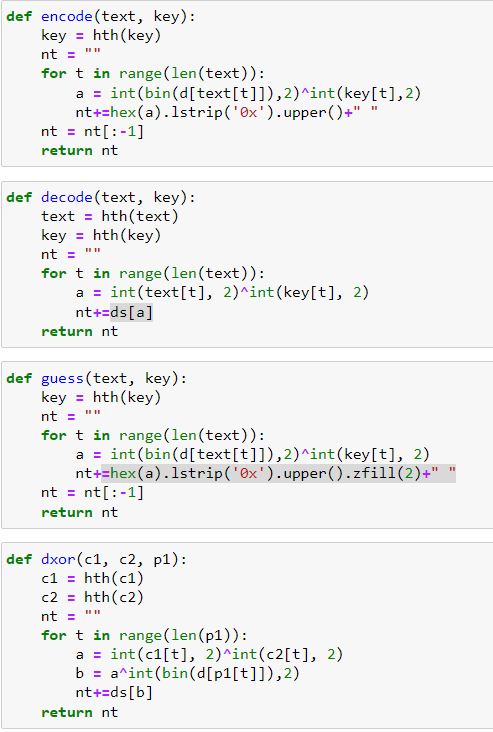 def encode(text, key):
    key = hth(key)
    nt = ""
    for t in range(len(text)):
        a = int(bin(d[text[t]]),2)^int(key[t],2)
        nt+=hex(a).lstrip('0x').upper()+" "
    nt = nt[:-1]
    return nt
def decode(text, key):
    text = hth(text)
    key = hth(key)
    nt = ""
    for t in range(len(text)):
        a = int(text[t], 2)^int(key[t], 2)
        nt+=ds[a]
    return nt
def guess(text, key):
    key = hth(key)
    nt = ""
    for t in range(len(text)):
        a = int(bin(d[text[t]]),2)^int(key[t], 2)
        nt+=hex(a).lstrip('0x').upper().zfill(2)+" "
    nt = nt[:-1]
    return nt
def dxor(c1, c2, p1):
    c1 = hth(c1)
    c2 = hth(c2)
    nt = ""
    for t in range(len(p1)):
        a = int(c1[t], 2)^int(c2[t], 2)
        b = a^int(bin(d[p1[t]]),2)
        nt+=ds[b]
    return nt